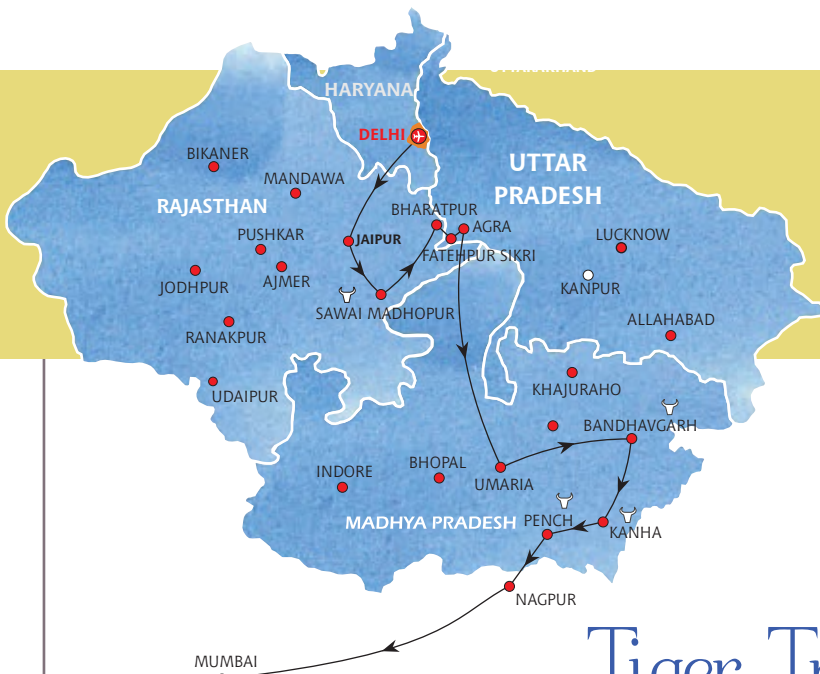 HARYANA
DELHI
BIKANER
MANDAWA
UTTAR
PRADESH
RAJASTHAN
BHARATPUR
AGRA
PUSHKAR
JAIPUR
LUCKNOW
FATEHPUR SIKRI
AJMER
JODHPUR
KANPUR
SAWAI MADHOPUR
ALLAHABAD
RANAKPUR
UDAIPUR
KHAJURAHO
BANDHAVGARH
BHOPAL
INDORE
UMARIA
MADHYA PRADESH
PENCH
KANHA
NAGPUR
MUMBAI
Tiger